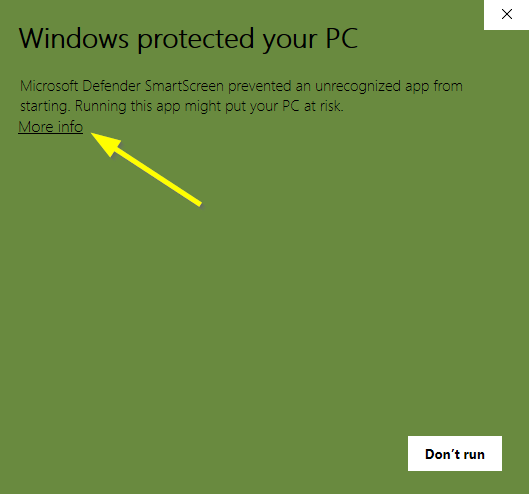 Windows protected your PC
Microsoft Defender SmartScreen prevented an unrecognized app from
starting. Running this app might put your PC at risk.
More info
Don't run